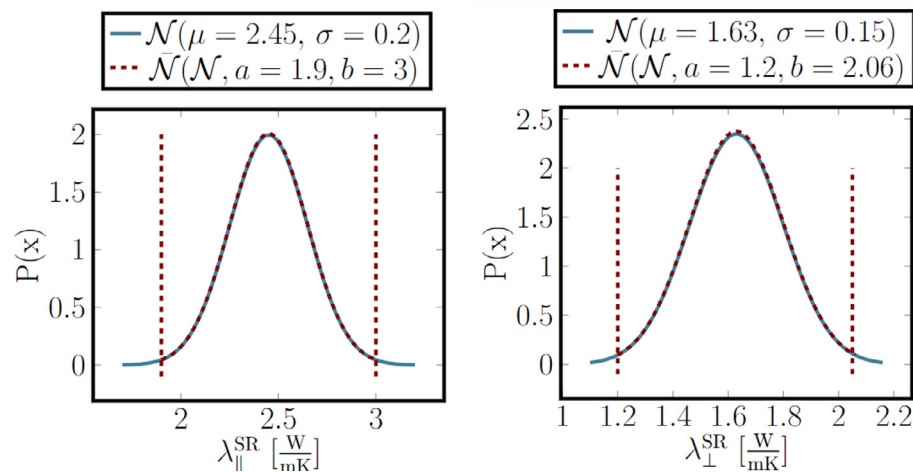 𝒩(μ = 2.45, σ = 0.2)
𝒩̄(𝒩, a = 1.9, b = 3)
2
1.5
1
0.5
0
P(x)
2
2.5
3
λ∥^SR [W/mK]
𝒩(μ = 1.63, σ = 0.15)
𝒩̄(𝒩, a = 1.2, b = 2.06)
2.5
2
1.5
1
0.5
0
P(x)
1
1.2
1.4
1.6
1.8
2
2.2
λ⊥^SR [W/mK]